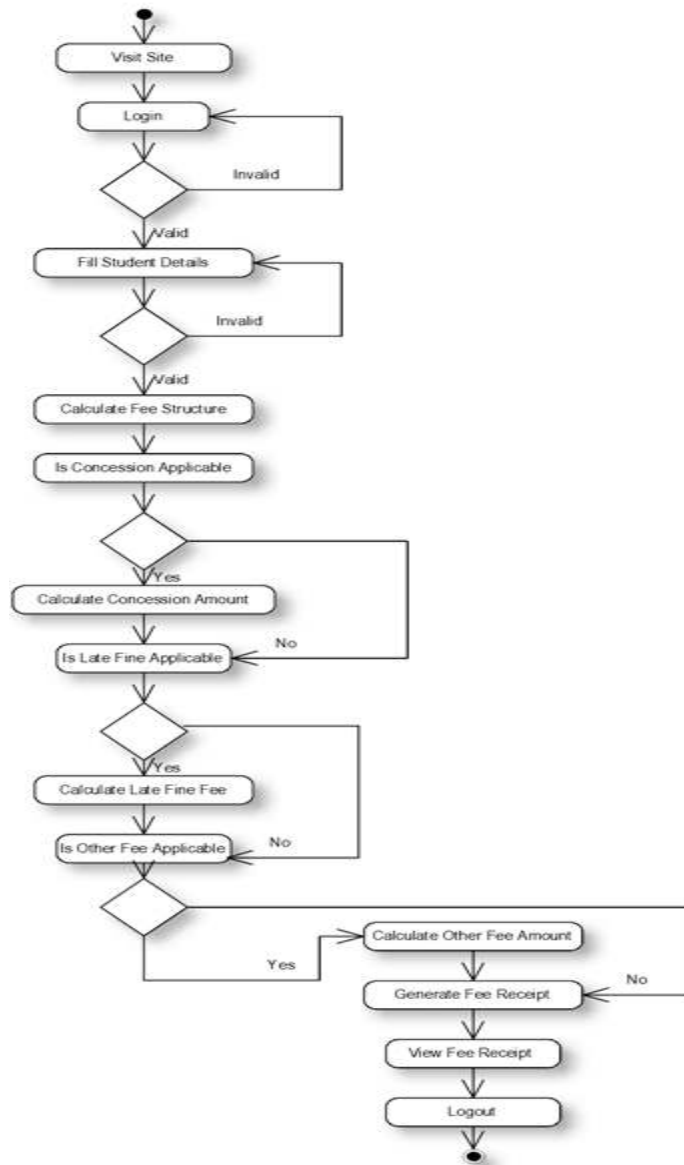 Visit Site
Login
Invalid
Valid
Fill Student Details
Invalid
Valid
Calculate Fee Structure
Is Concession Applicable
Yes
Calculate Concession Amount
No
Is Late Fine Applicable
Yes
Calculate Late Fine Fee
No
Is Other Fee Applicable
Calculate Other Fee Amount
Yes
No
Generate Fee Receipt
View Fee Receipt
Logout